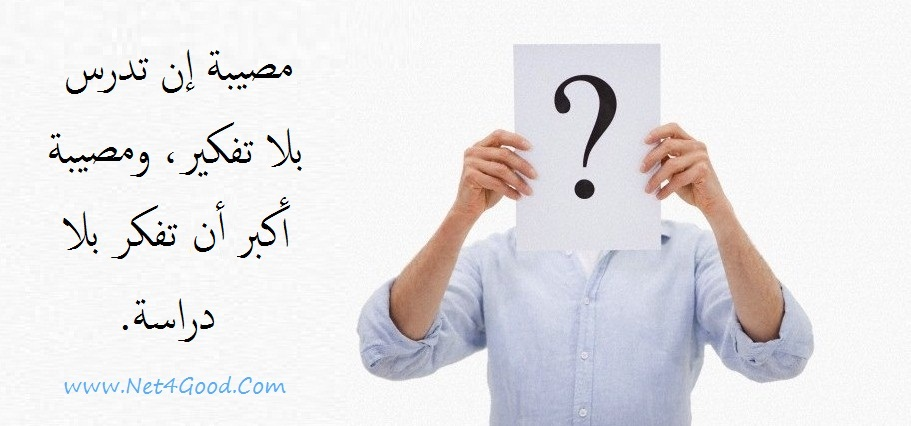 مصيبة إن تدرس
بلا تفكير، ومصيبة
أكبر أن تفكر بلا
دراسة.
www.Net4Good.Com
?